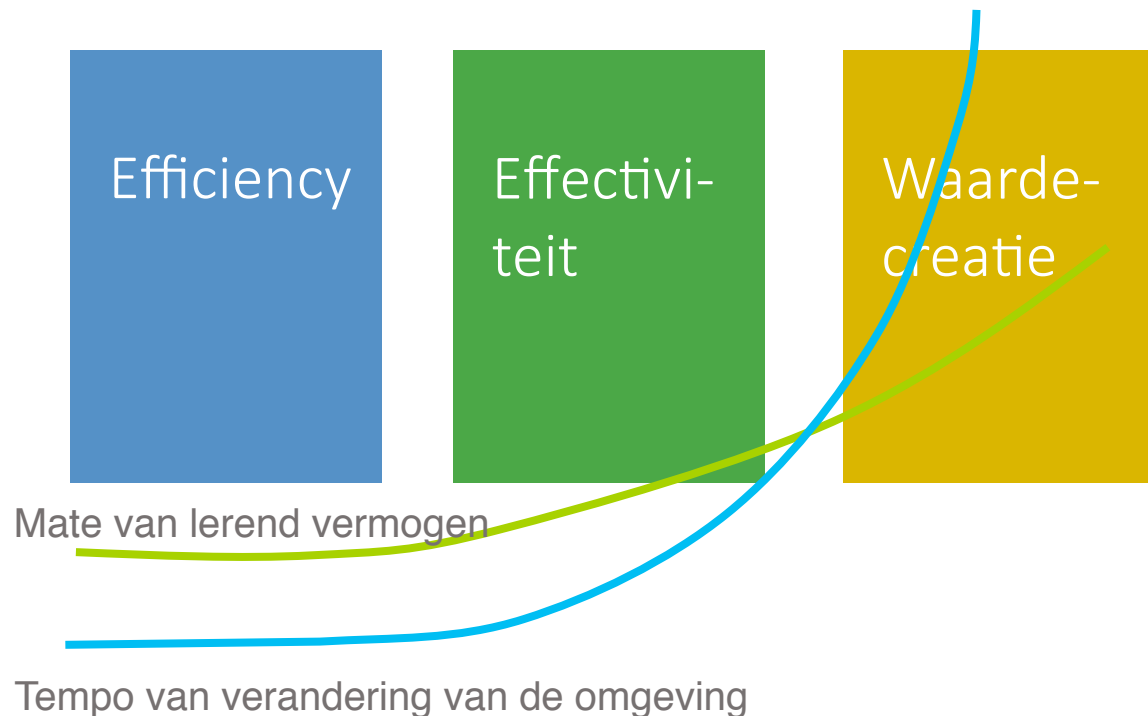 Efficiency
Effectivi-
teit
Waarde-
creatie
Mate van lerend vermogen
Tempo van verandering van de omgeving